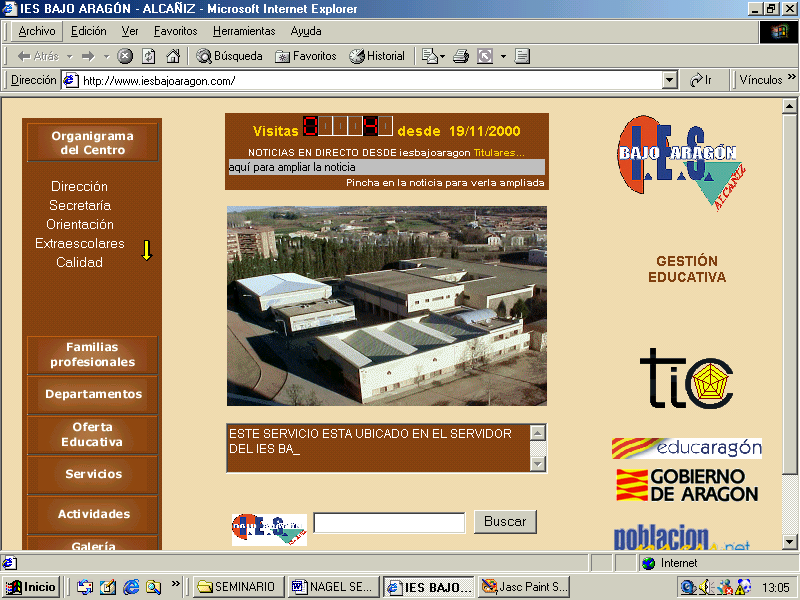 IES BAJO ARAGÓN - ALCAÑIZ - Microsoft Internet Explorer
Archivo Edición Ver Favoritos Herramientas Ayuda
Atrás Búsqueda Favoritos Historial
Dirección http://www.iesbajoaragon.com/ Ir Vínculos »
Organigrama
del Centro
Dirección
Secretaría
Orientación
Extraescolares
Calidad
Familias
profesionales
Departamentos
Oferta
Educativa
Servicios
Actividades
Galería
Visitas desde 19/11/2000
NOTICIAS EN DIRECTO DESDE iesbajoaragon Titulares...
aquí para ampliar la noticia
Pincha en la noticia para verla ampliada
ESTE SERVICIO ESTA UBICADO EN EL SERVIDOR
DEL IES BA_
BAJO ARAGÓN
I.E.S.
Buscar
BAJO ARAGÓN
I.E.S.
ALCAÑIZ
GESTIÓN
EDUCATIVA
tic
educaragón
GOBIERNO
DE ARAGON
poblacion
.net
Internet
Inicio » SEMINARIO NAGEL SE... IES BAJO... Jasc Paint S... 13:05